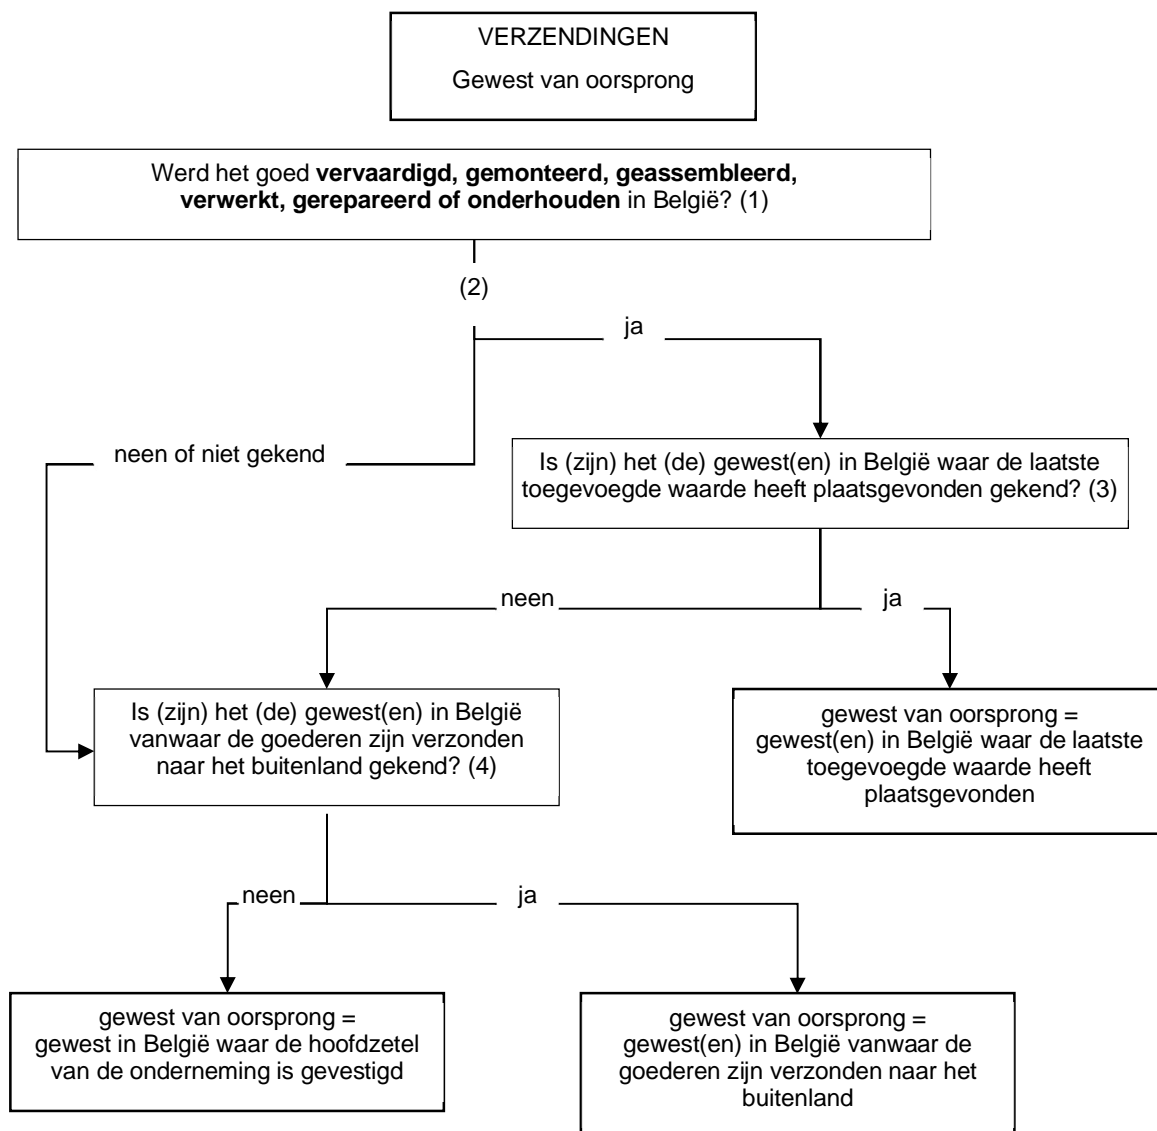 VERZENDINGEN
Gewest van oorsprong
Werd het goed vervaardigd, gemonteerd, geassembleerd,
verwerkt, gerepareerd of onderhouden in België? (1)
(2)
ja
neen of niet gekend
Is (zijn) het (de) gewest(en) in België waar de laatste
toegevoegde waarde heeft plaatsgevonden gekend? (3)
neen
ja
Is (zijn) het (de) gewest(en) in België
vanwaar de goederen zijn verzonden
naar het buitenland gekend? (4)
gewest van oorsprong =
gewest(en) in België waar de laatste
toegevoegde waarde heeft
plaatsgevonden
neen
ja
gewest van oorsprong =
gewest in België waar de hoofdzetel
van de onderneming is gevestigd
gewest van oorsprong =
gewest(en) in België vanwaar de
goederen zijn verzonden naar het
buitenland